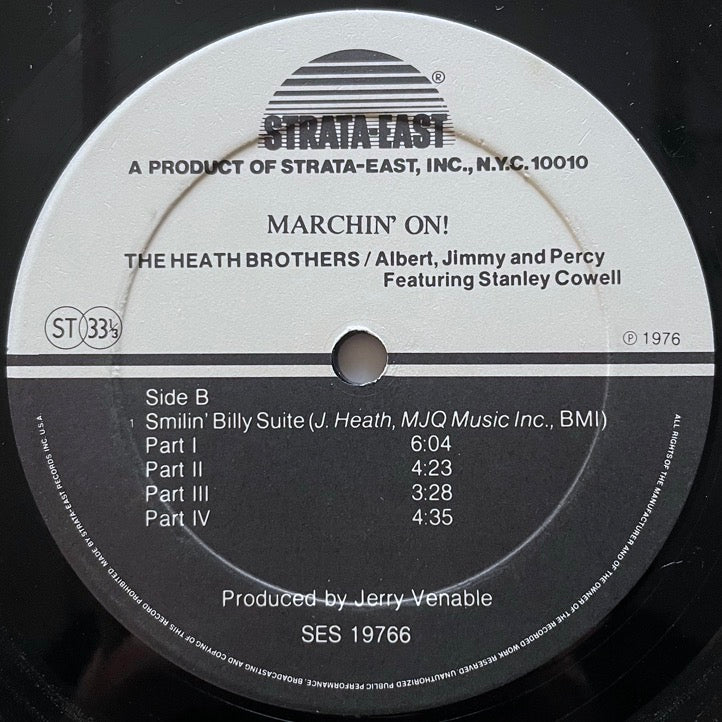 STRATA-EAST ®
A PRODUCT OF STRATA-EAST, INC., N.Y.C. 10010
MARCHIN' ON!
THE HEATH BROTHERS / Albert, Jimmy and Percy
Featuring Stanley Cowell
ST 33⅓
℗ 1976
Side B
1 Smilin' Billy Suite (J. Heath, MJQ Music Inc., BMI)
Part I 6:04
Part II 4:23
Part III 3:28
Part IV 4:35
Produced by Jerry Venable
SES 19766
ALL RIGHTS OF THE MANUFACTURER AND OF THE OWNER OF THE RECORDED WORK RESERVED. UNAUTHORIZED PUBLIC PERFORMANCE, BROADCASTING AND COPYING OF THIS RECORD PROHIBITED. MADE BY STRATA-EAST RECORDS INC. U.S.A.